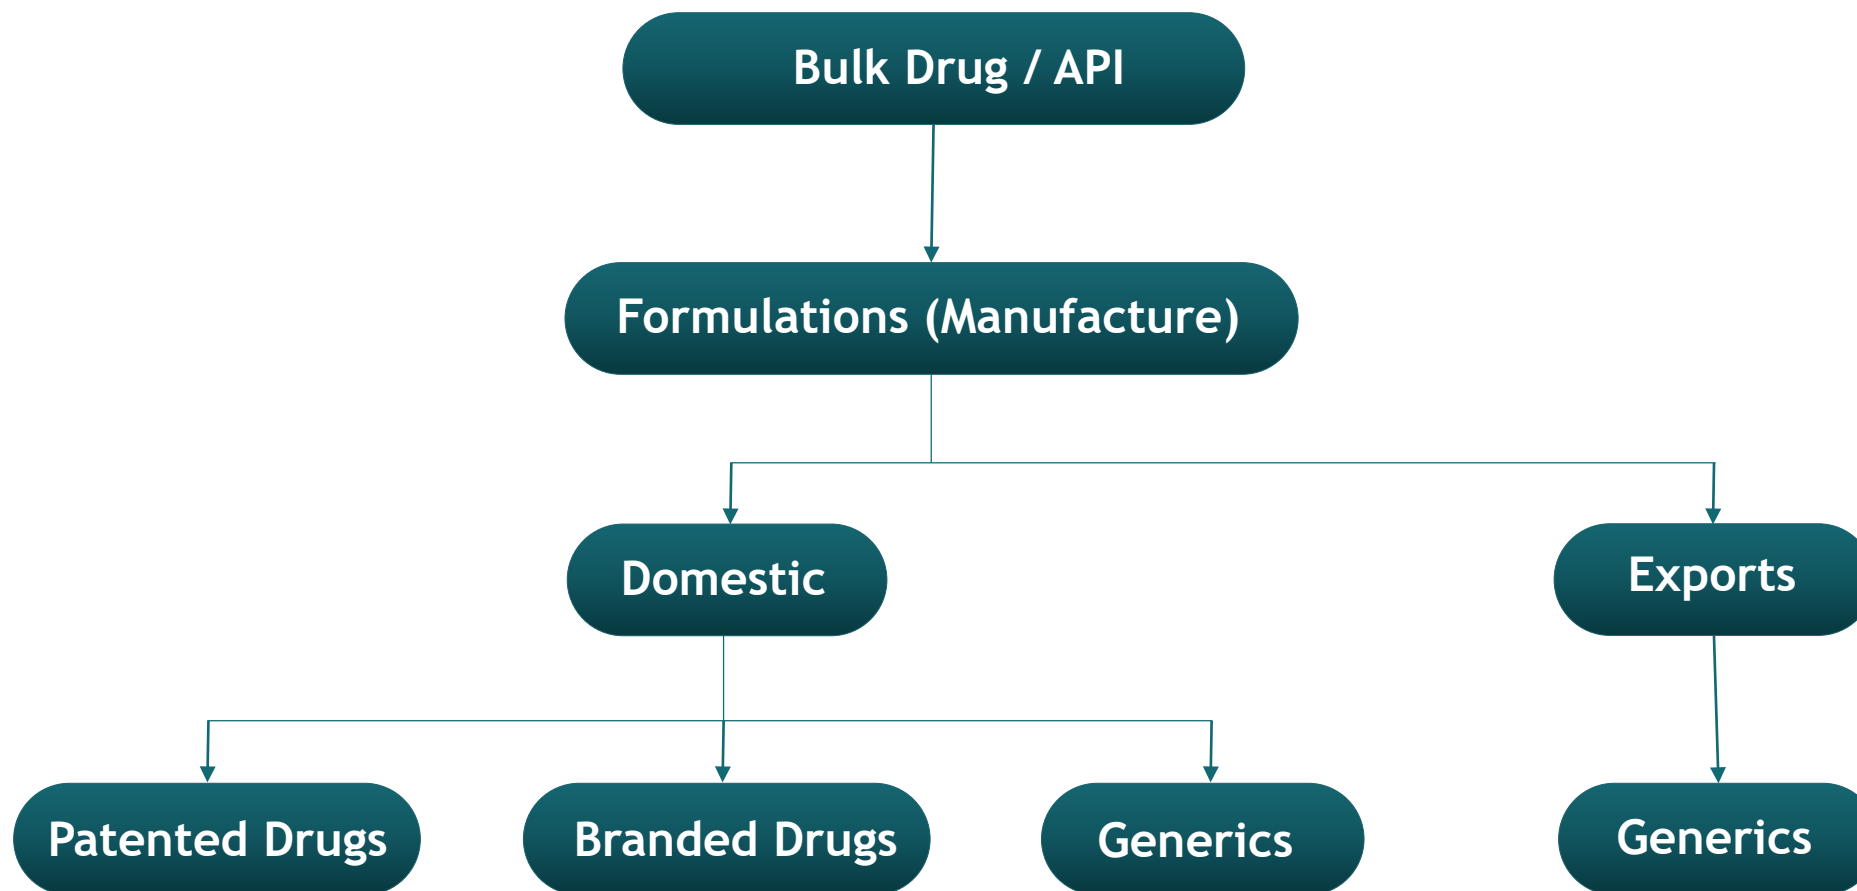 Bulk Drug / API
Formulations (Manufacture)
Domestic
Exports
Patented Drugs
Branded Drugs
Generics
Generics